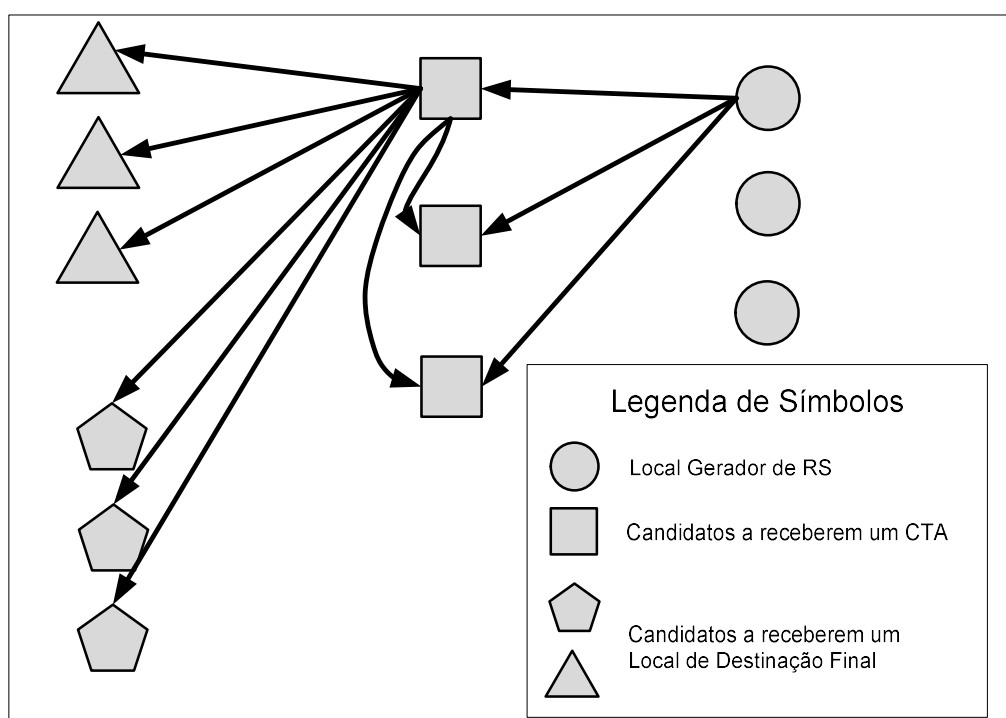 Legenda de Símbolos
Local Gerador de RS
Candidatos a receberem um CTA
Candidatos a receberem um
Local de Destinação Final